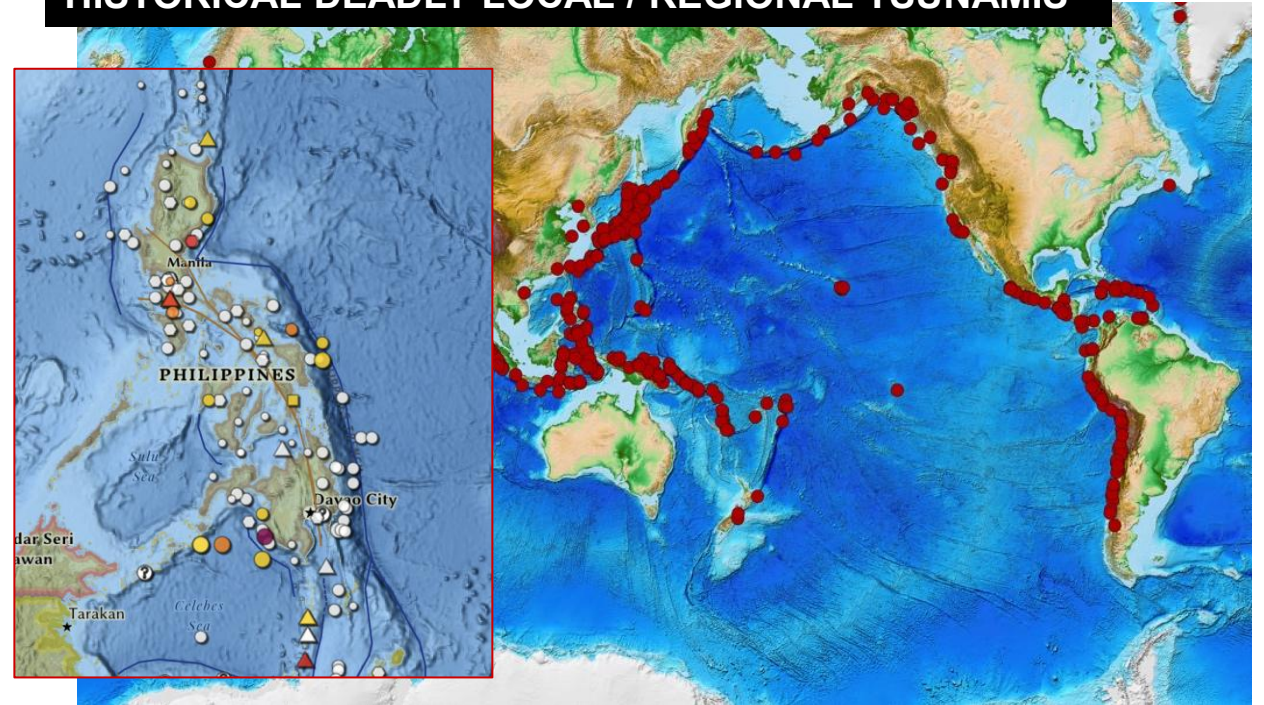 HISTORICAL DEADLY LOCAL / REGIONAL TSUNAMIS
Manila
PHILIPPINES
Sulu
Sea
Davao City
dar Seri
awan
?
Tarakan
Celebes
Sea